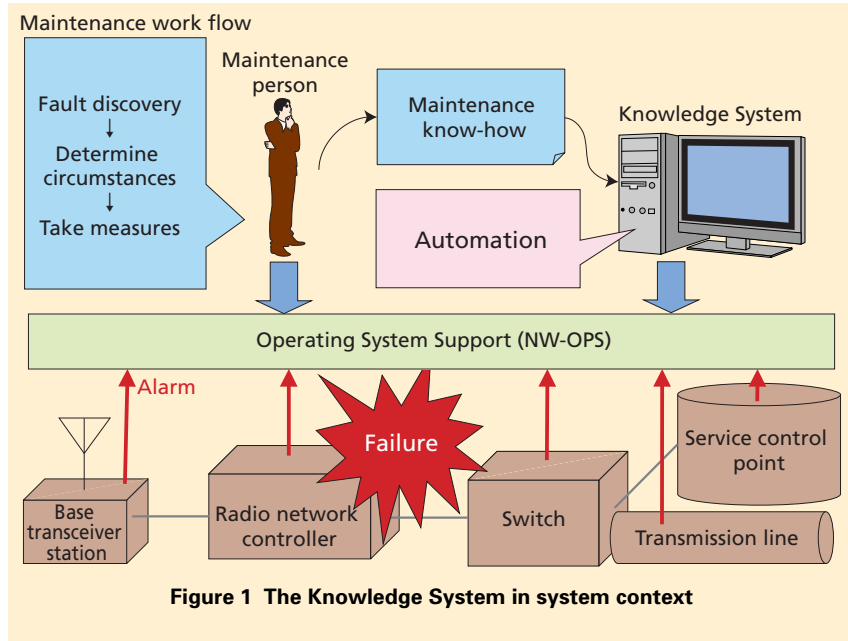 Maintenance work flow
Fault discovery
Determine
circumstances
Take measures
Maintenance
person
Maintenance
know-how
Knowledge System
Automation
Operating System Support (NW-OPS)
Alarm
Failure
Base
transceiver
station
Radio network
controller
Switch
Service control
point
Transmission line
Figure 1 The Knowledge System in system context